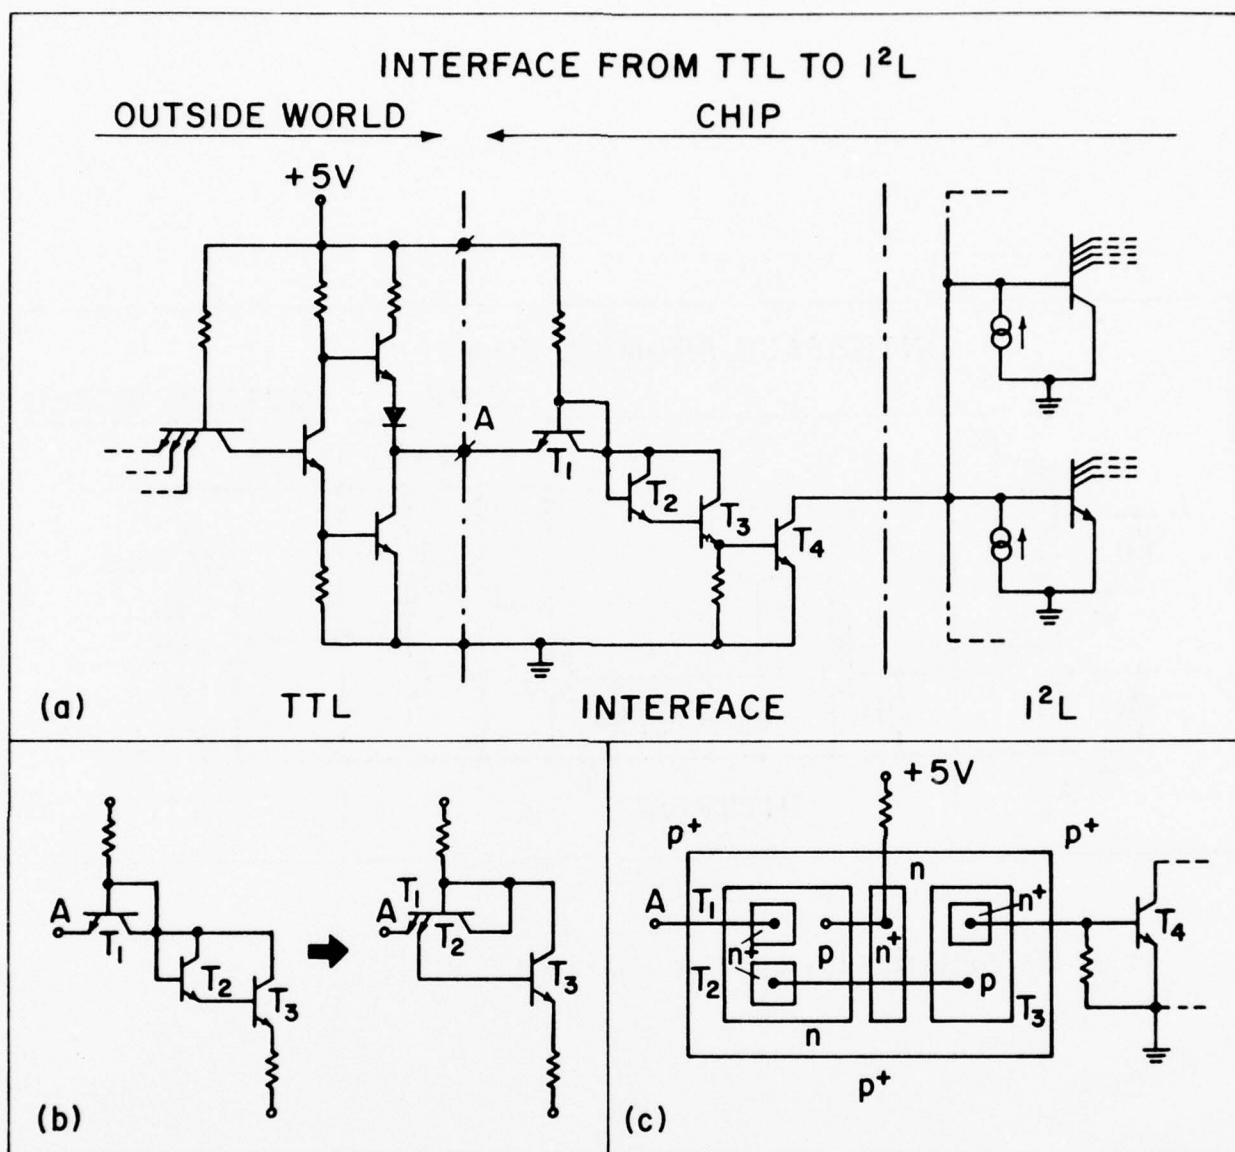 INTERFACE FROM TTL TO I²L
OUTSIDE WORLD
CHIP
+5V
A
T₁
T₂
T₃
T₄
(a)
TTL
INTERFACE
I²L
A
T₁
T₂
T₃
A
T₁
T₂
T₃
(b)
+5V
p⁺
p⁺
n
A
T₁
n⁺
T₄
n⁺
p
n⁺
T₂
n⁺
p
T₃
n
p⁺
(c)